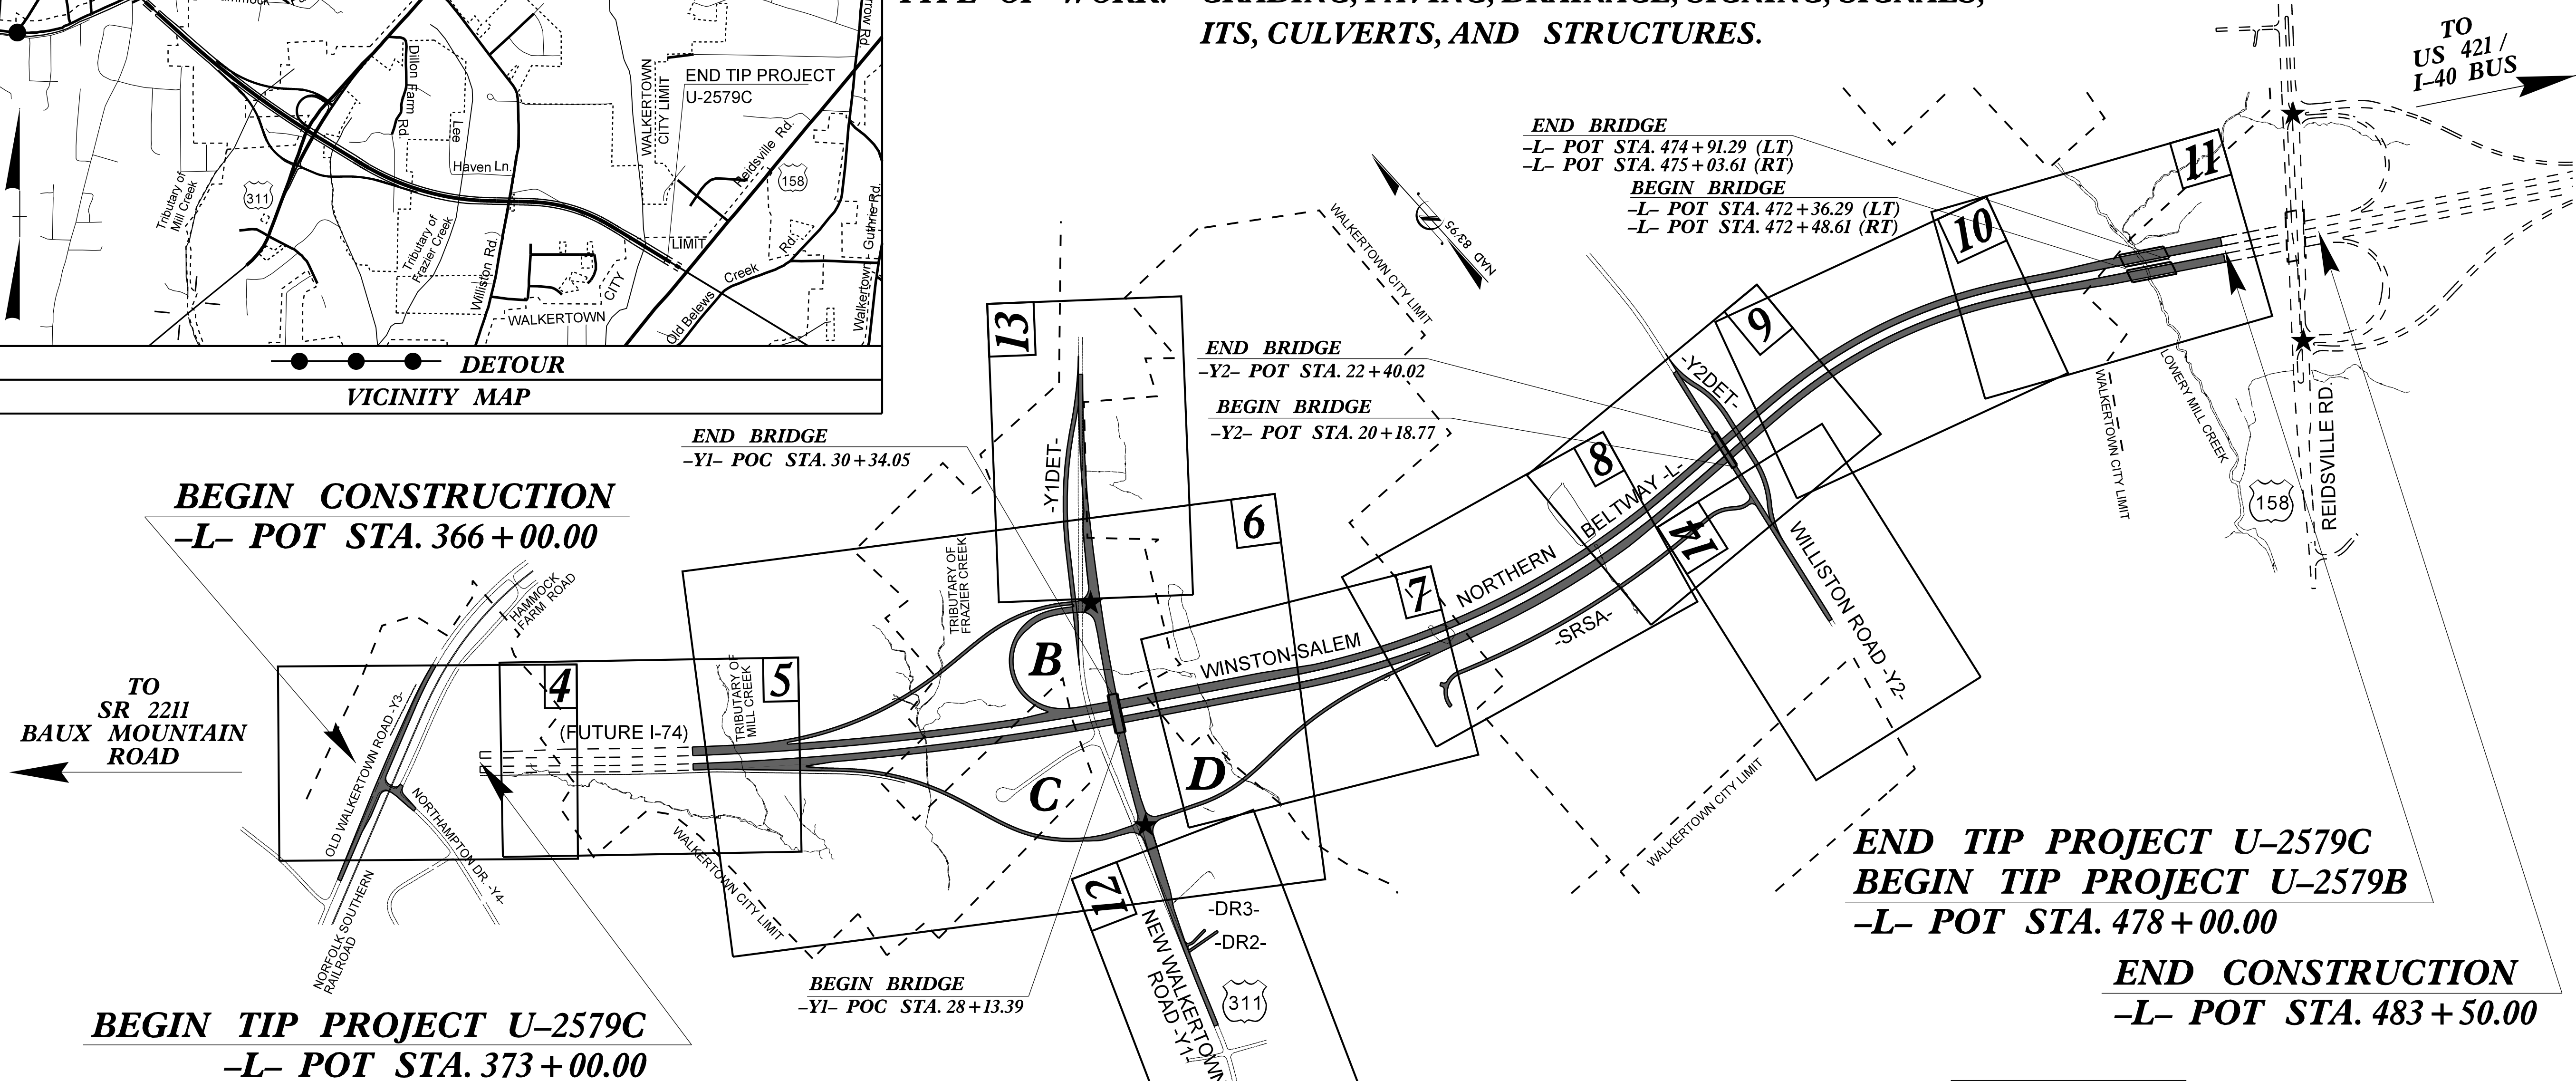 TYPE OF WORK: GRADING, PAVING, DRAINAGE, SIGNING, SIGNALS,
ITS, CULVERTS, AND STRUCTURES.
Dillon Farm Rd.
Lee
Haven Ln.
Tributary of
Mill Creek
311
Tributary of
Frazier Creek
Williston Rd.
WALKERTOWN
CITY LIMIT
END TIP PROJECT
U-2579C
Reidsville Rd.
158
LIMIT
CITY
WALKERTOWN
Old Belews Creek Rd.
Walkertown-Guthrie Rd.
DETOUR
VICINITY MAP
TO
US 421 /
I-40 BUS
END BRIDGE
-L- POT STA. 474+91.29 (LT)
-L- POT STA. 475+03.61 (RT)
BEGIN BRIDGE
-L- POT STA. 472+36.29 (LT)
-L- POT STA. 472+48.61 (RT)
NAD 83/95
WALKERTOWN CITY LIMIT
END BRIDGE
-Y2- POT STA. 22+40.02
BEGIN BRIDGE
-Y2- POT STA. 20+18.77
END BRIDGE
-Y1- POC STA. 30+34.05
BEGIN CONSTRUCTION
-L- POT STA. 366+00.00
TO
SR 2211
BAUX MOUNTAIN
ROAD
HAMMOCK
FARM ROAD
OLD WALKERTOWN ROAD -Y3-
NORTHAMPTON DR. -Y4-
NORFOLK SOUTHERN
RAILROAD
4
5
(FUTURE I-74)
TRIBUTARY OF
MILL CREEK
TRIBUTARY OF
FRAZIER CREEK
WALKERTOWN CITY LIMIT
13
-Y1DET-
6
B
C
D
12
NEW WALKERTOWN
ROAD -Y1-
-DR3-
-DR2-
311
7
WINSTON-SALEM
NORTHERN
BELTWAY -L-
-SRSA-
8
14
9
-Y2DET-
WILLISTON ROAD -Y2-
WALKERTOWN CITY LIMIT
10
11
WALKERTOWN CITY LIMIT
LOWERY MILL CREEK
158
REIDSVILLE RD.
BEGIN BRIDGE
-Y1- POC STA. 28+13.39
BEGIN TIP PROJECT U-2579C
-L- POT STA. 373+00.00
END TIP PROJECT U-2579C
BEGIN TIP PROJECT U-2579B
-L- POT STA. 478+00.00
END CONSTRUCTION
-L- POT STA. 483+50.00